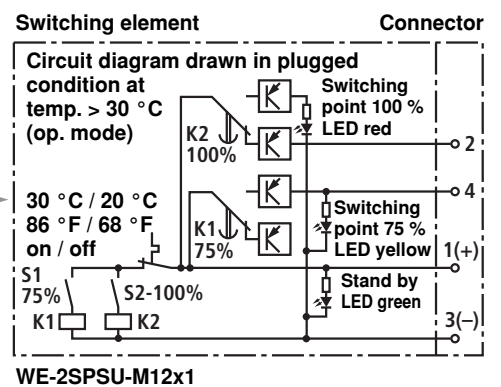 Switching element
Connector
Circuit diagram drawn in plugged
condition at
temp. > 30 °C
(op. mode)
Switching
point 100 %
LED red
K2
100%
2
4
30 °C / 20 °C
86 °F / 68 °F
on / off
K1
75%
Switching
point 75 %
LED yellow
1(+)
S1
75%
S2-100%
Stand by
LED green
K1
K2
3(–)
WE-2SPSU-M12x1